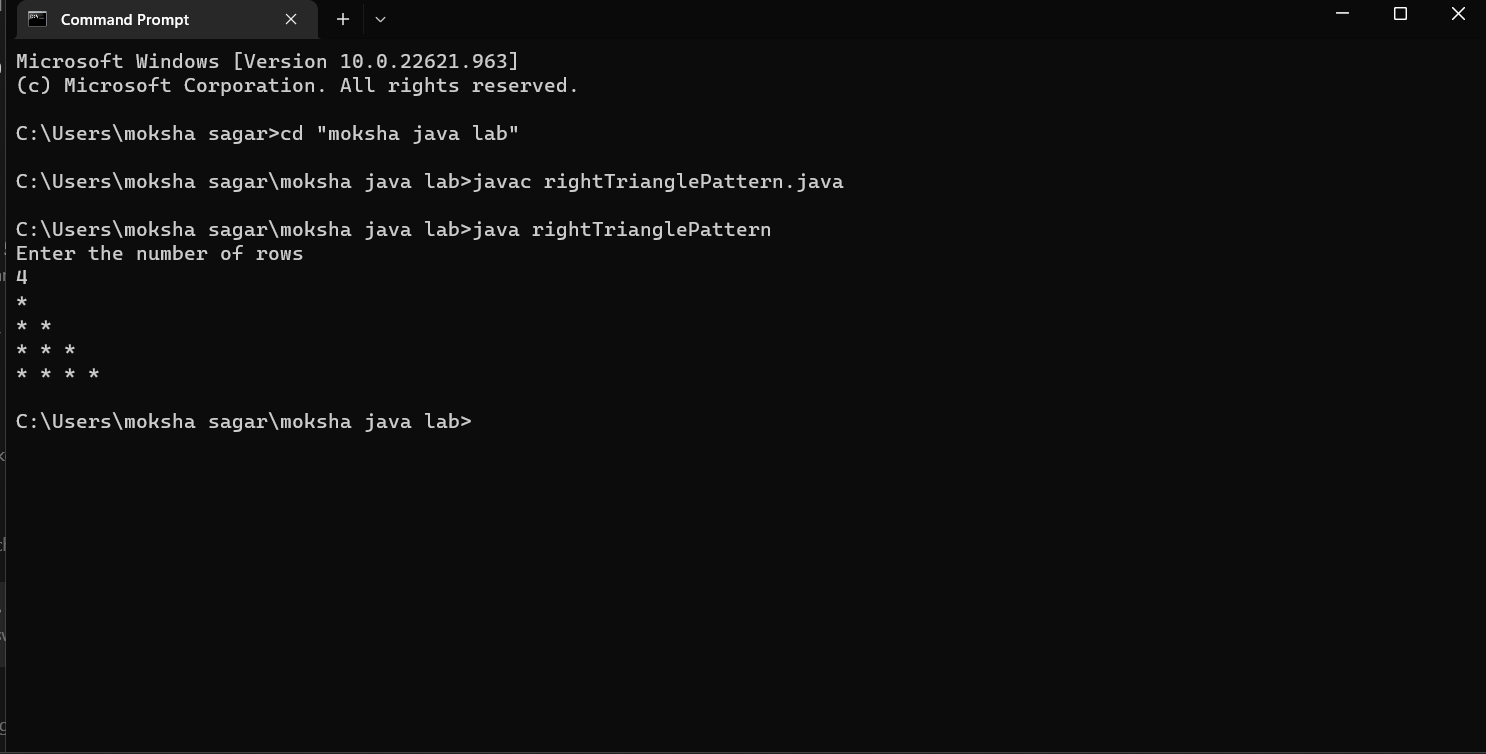 Command Prompt
Microsoft Windows [Version 10.0.22621.963]
(c) Microsoft Corporation. All rights reserved.
C:\Users\moksha sagar>cd "moksha java lab"
C:\Users\moksha sagar\moksha java lab>javac rightTrianglePattern.java
C:\Users\moksha sagar\moksha java lab>java rightTrianglePattern
Enter the number of rows
4
*
* *
* * *
* * * *
C:\Users\moksha sagar\moksha java lab>